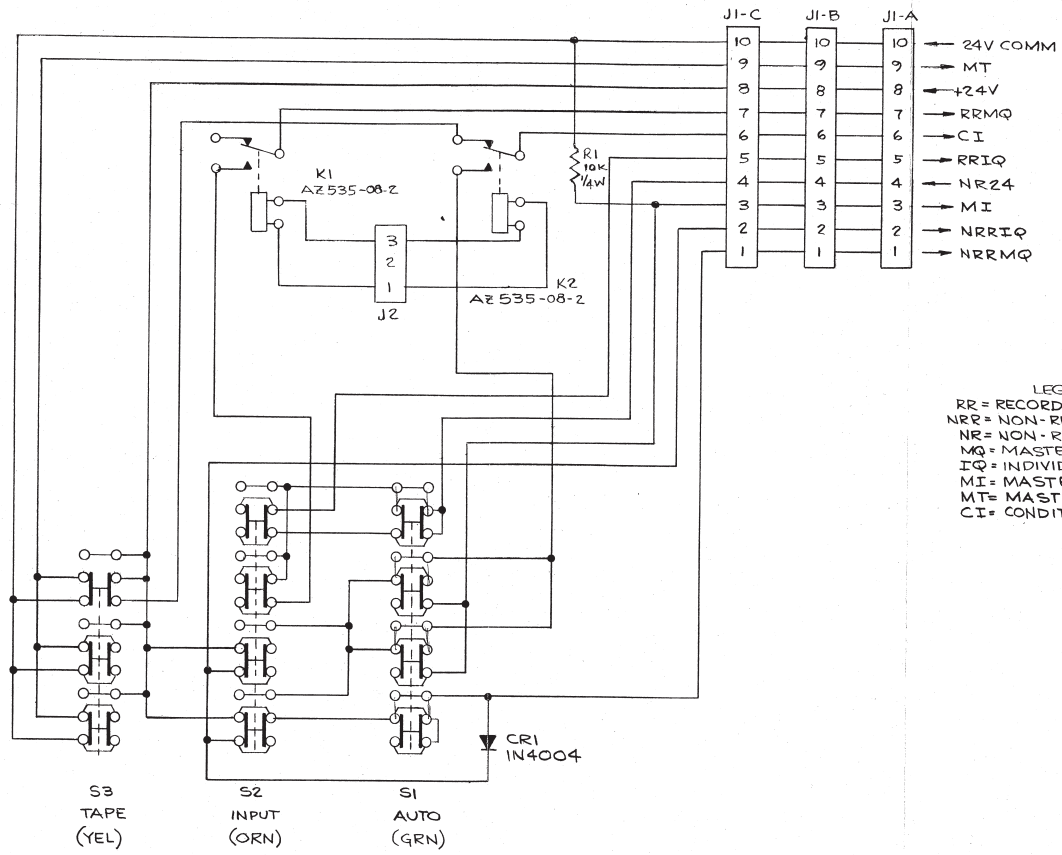 J1-C J1-B J1-A
10 10 10 24V COMM
9 9 9 MT
8 8 8 +24V
7 7 7 RRMQ
6 6 6 CI
5 5 5 RRIQ
4 4 4 NR24
3 3 3 MI
2 2 2 NRRIQ
1 1 1 NRRMQ
R1
10K
1/4W
K1
AZ535-08-2
3
2
1
J2
K2
AZ535-08-2
LEG
RR = RECORD
NRR = NON-RE
NR = NON-R
MQ = MASTE
IQ = INDIVID
MI = MASTE
MT = MAST
CI = CONDIT
CR1
1N4004
S3
TAPE
(YEL)
S2
INPUT
(ORN)
S1
AUTO
(GRN)